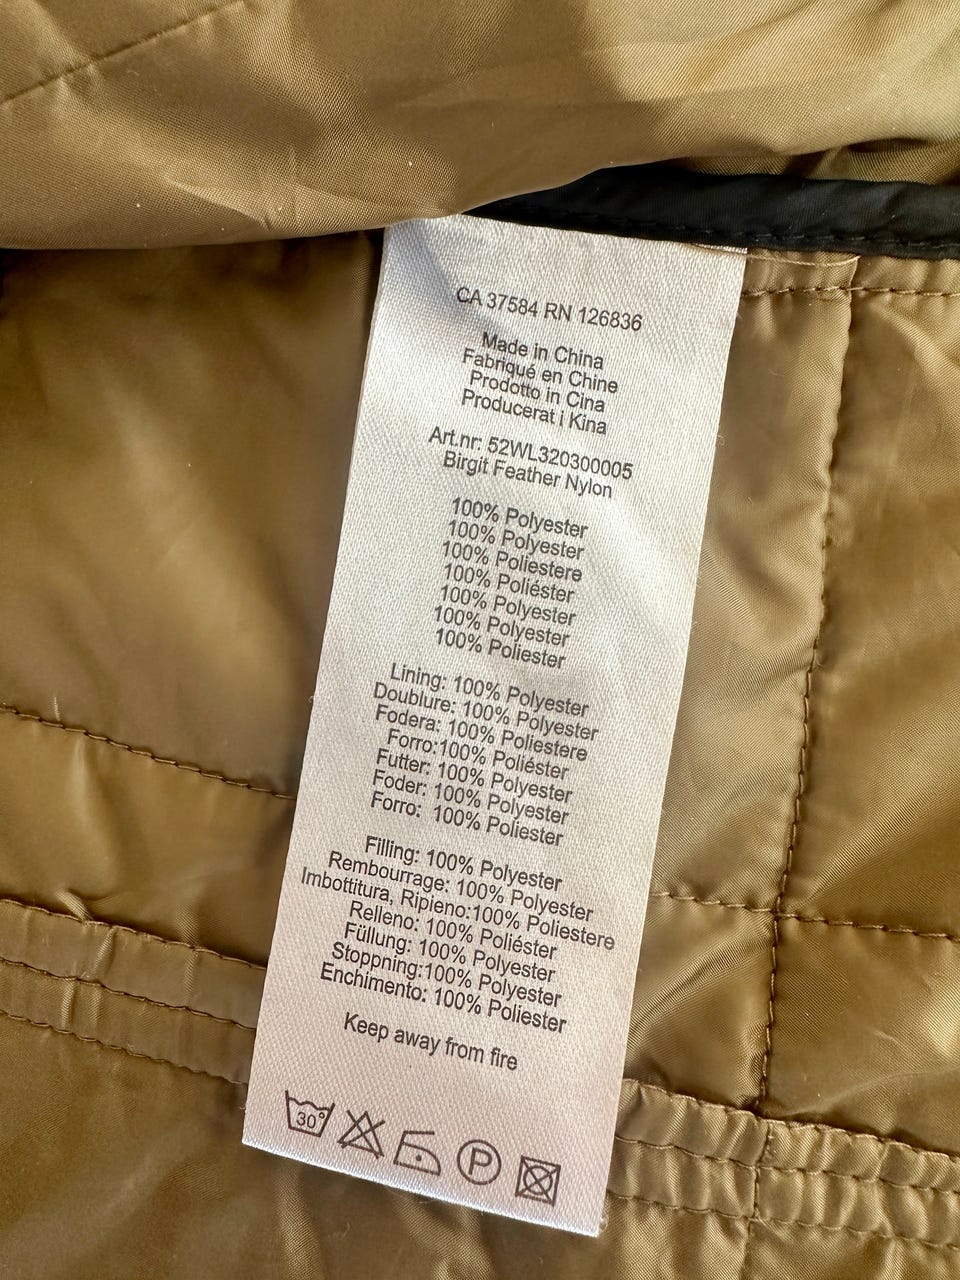 CA 37584 RN 126836
Made in China
Fabriqué en Chine
Prodotto in Cina
Producerat i Kina
Art.nr: 52WL320300005
Birgit Feather Nylon
100% Polyester
100% Polyester
100% Poliestere
100% Poliéster
100% Polyester
100% Polyester
100% Poliester
Lining: 100% Polyester
Doublure: 100% Polyester
Fodera: 100% Poliestere
Forro:100% Poliéster
Futter: 100% Polyester
Foder: 100% Polyester
Forro: 100% Poliester
Filling: 100% Polyester
Rembourrage: 100% Polyester
Imbottitura, Ripieno:100% Poliestere
Relleno: 100% Poliéster
Füllung: 100% Polyester
Stoppning:100% Polyester
Enchimento: 100% Poliester
Keep away from fire
30° P